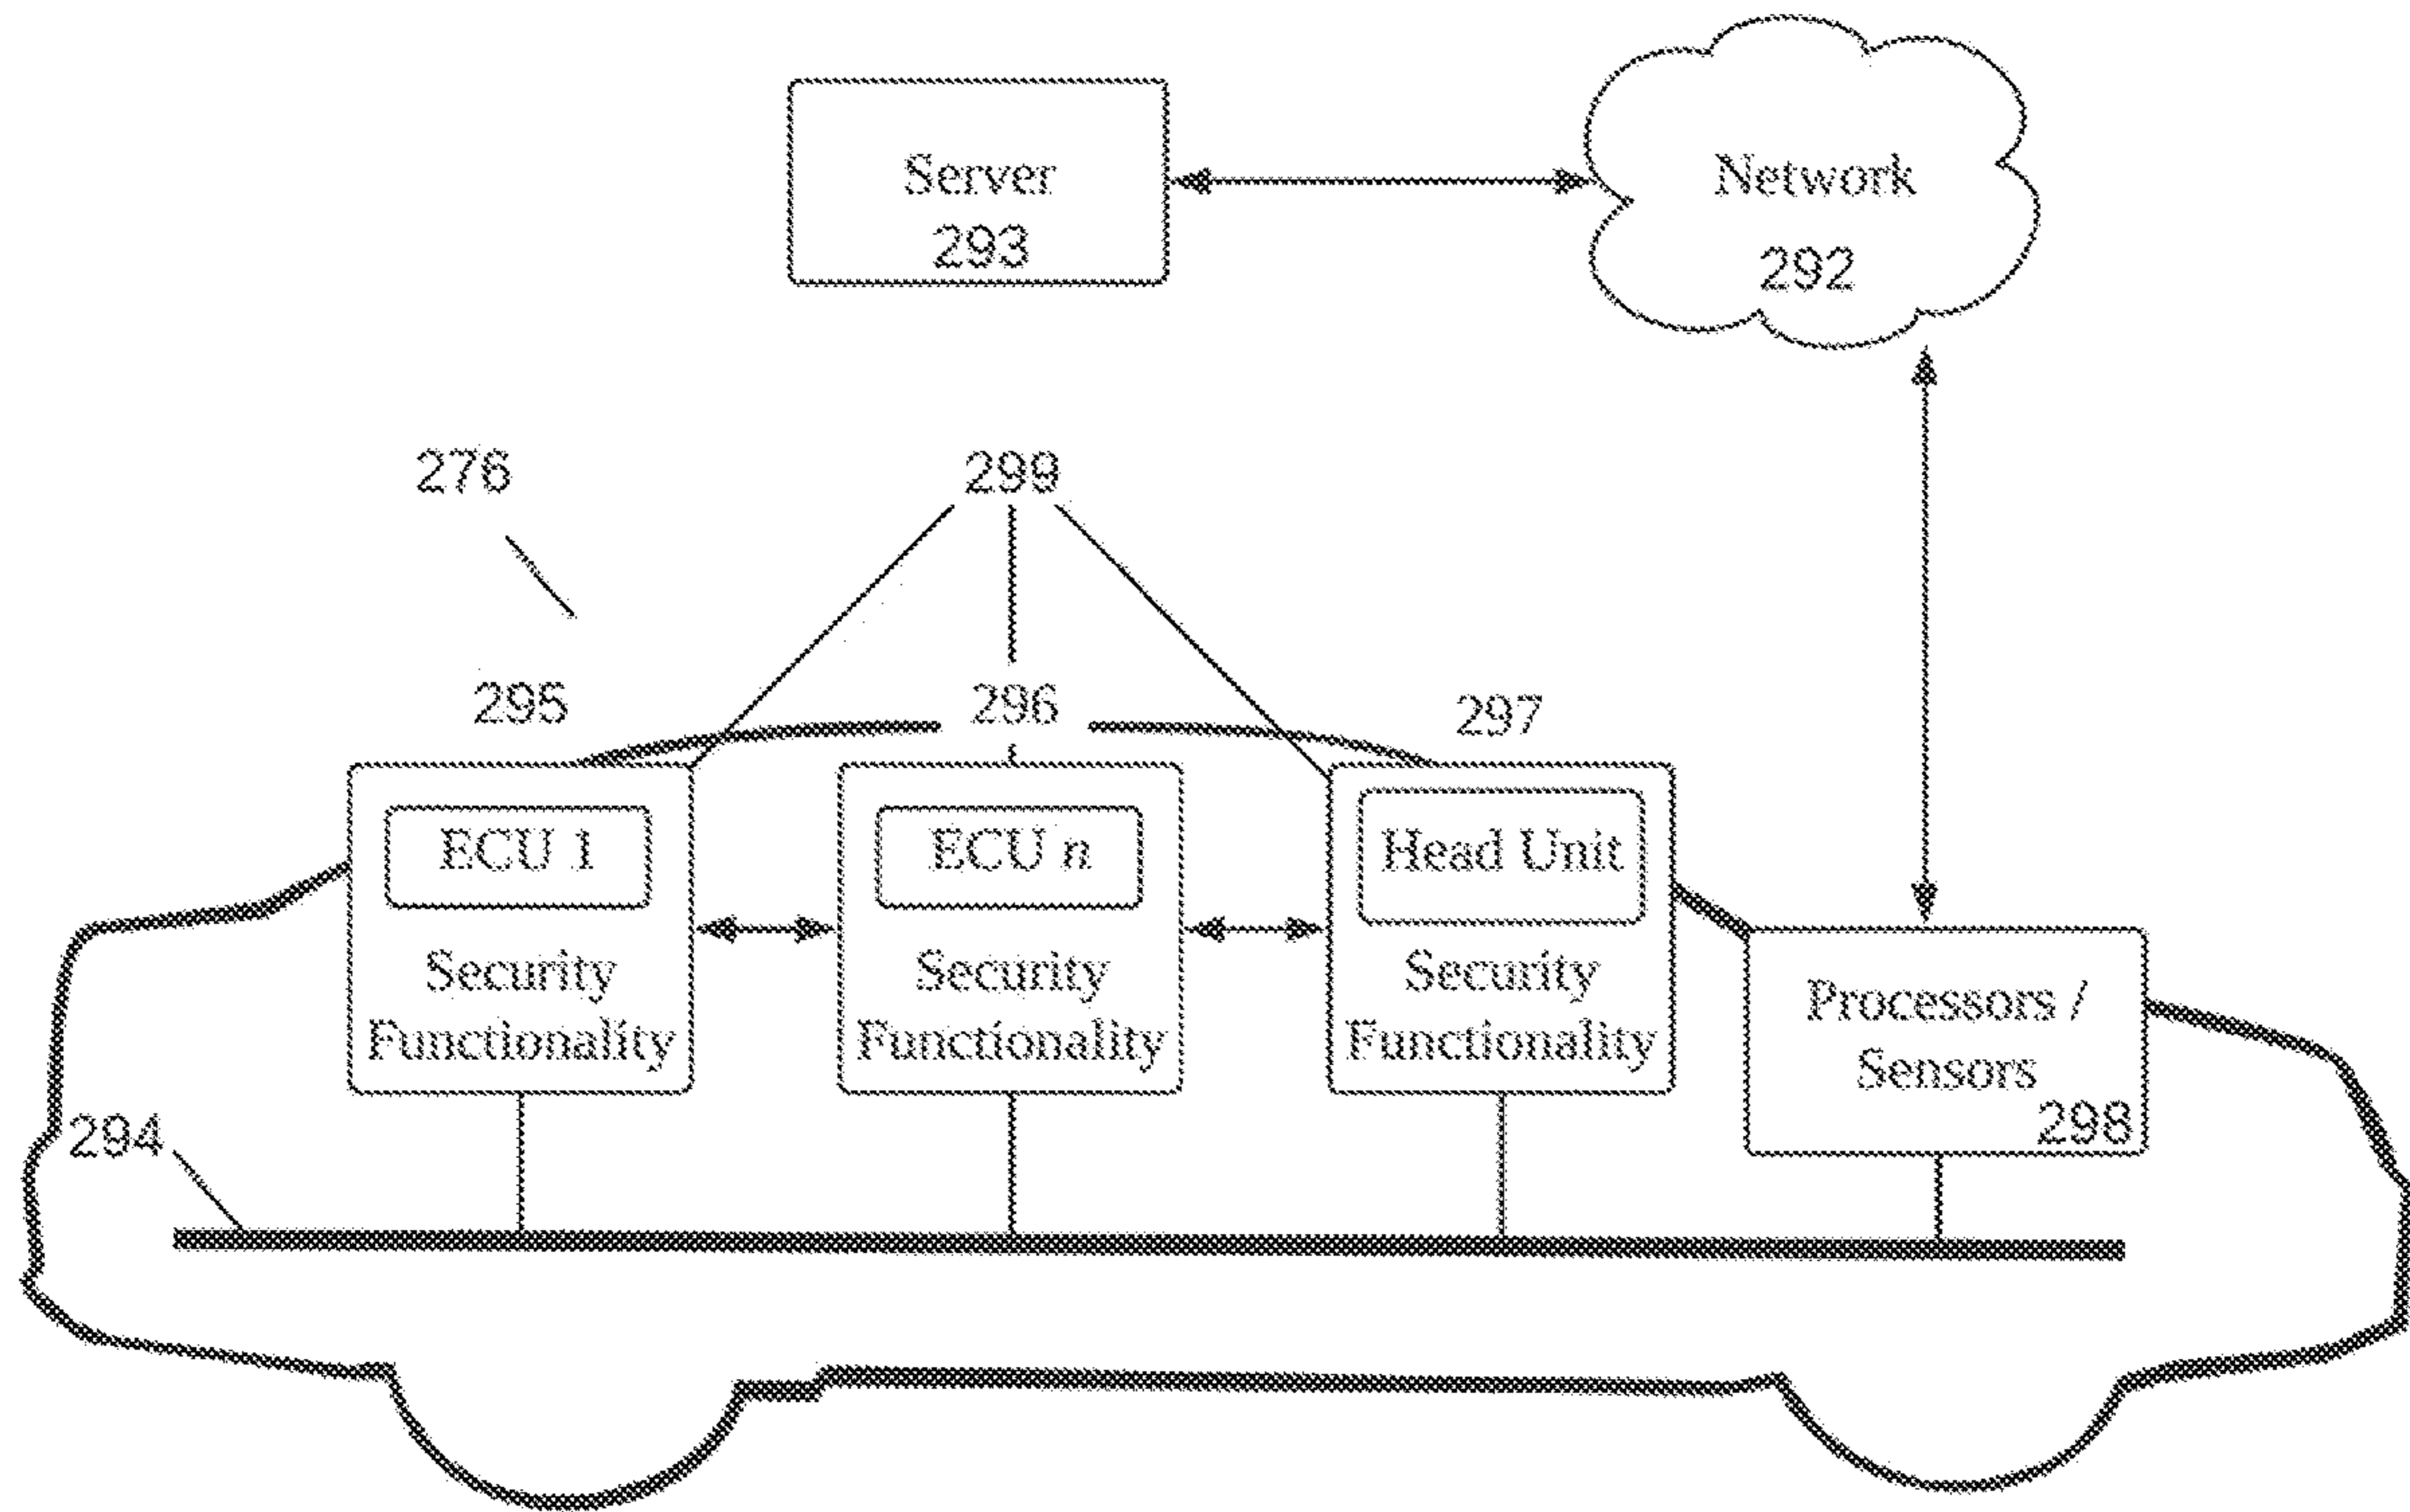 Server
293
Network
292
276
299
295
296
297
ECU 1
Security
Functionality
ECU n
Security
Functionality
Head Unit
Security
Functionality
Processors /
Sensors
298
294